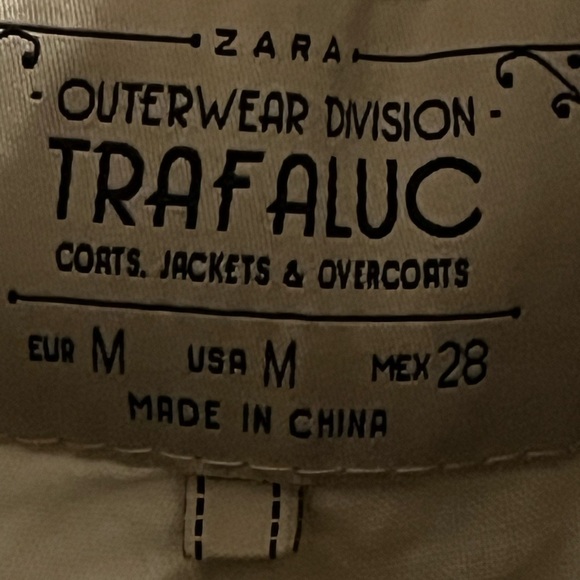 ZARA
- OUTERWEAR DIVISION -
TRAFALUC
COATS. JACKETS & OVERCOATS
EUR M USA M MEX 28
MADE IN CHINA